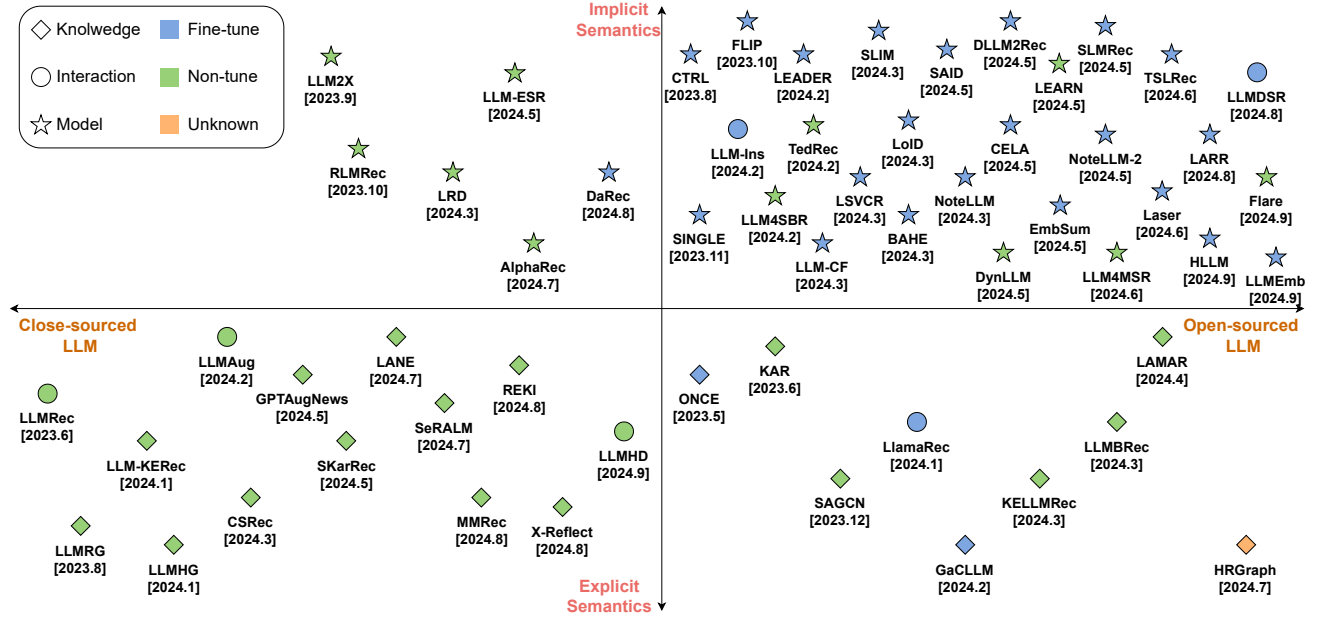 Knolwedge
Fine-tune
Interaction
Non-tune
Model
Unknown
Implicit
Semantics
LLM2X
[2023.9]
LLM-ESR
[2024.5]
RLMRec
[2023.10]
LRD
[2024.3]
DaRec
[2024.8]
AlphaRec
[2024.7]
CTRL
[2023.8]
FLIP
[2023.10]
LEADER
[2024.2]
SLIM
[2024.3]
SAID
[2024.5]
DLLM2Rec
[2024.5]
LEARN
[2024.5]
SLMRec
[2024.5]
TSLRec
[2024.6]
LLMDSR
[2024.8]
LLM-Ins
[2024.2]
TedRec
[2024.2]
LoID
[2024.3]
CELA
[2024.5]
NoteLLM-2
[2024.5]
LARR
[2024.8]
SINGLE
[2023.11]
LLM4SBR
[2024.2]
LSVCR
[2024.3]
NoteLLM
[2024.3]
Laser
[2024.6]
Flare
[2024.9]
LLM-CF
[2024.3]
BAHE
[2024.3]
EmbSum
[2024.5]
DynLLM
[2024.5]
LLM4MSR
[2024.6]
HLLM
[2024.9]
LLMEmb
[2024.9]
Close-sourced
LLM
Open-sourced
LLM
LLMAug
[2024.2]
LANE
[2024.7]
GPTAugNews
[2024.5]
REKI
[2024.8]
LLMRec
[2023.6]
SeRALM
[2024.7]
LLM-KERec
[2024.1]
SKarRec
[2024.5]
LLMHD
[2024.9]
CSRec
[2024.3]
MMRec
[2024.8]
X-Reflect
[2024.8]
LLMRG
[2023.8]
LLMHG
[2024.1]
KAR
[2023.6]
LAMAR
[2024.4]
ONCE
[2023.5]
LlamaRec
[2024.1]
LLMBRec
[2024.3]
SAGCN
[2023.12]
KELLMRec
[2024.3]
GaCLLM
[2024.2]
HRGraph
[2024.7]
Explicit
Semantics